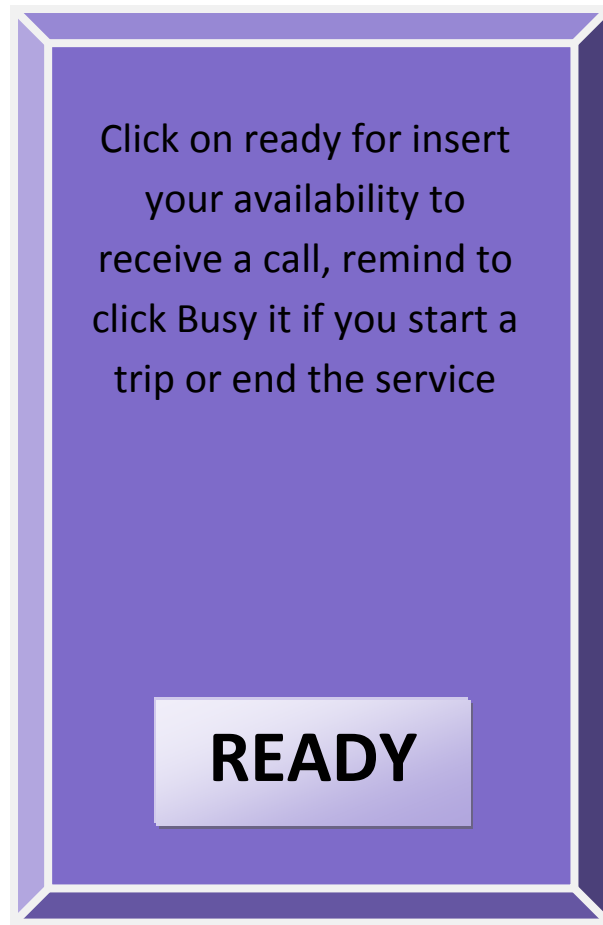 Click on ready for insert
your availability to
receive a call, remind to
click Busy it if you start a
trip or end the service
READY